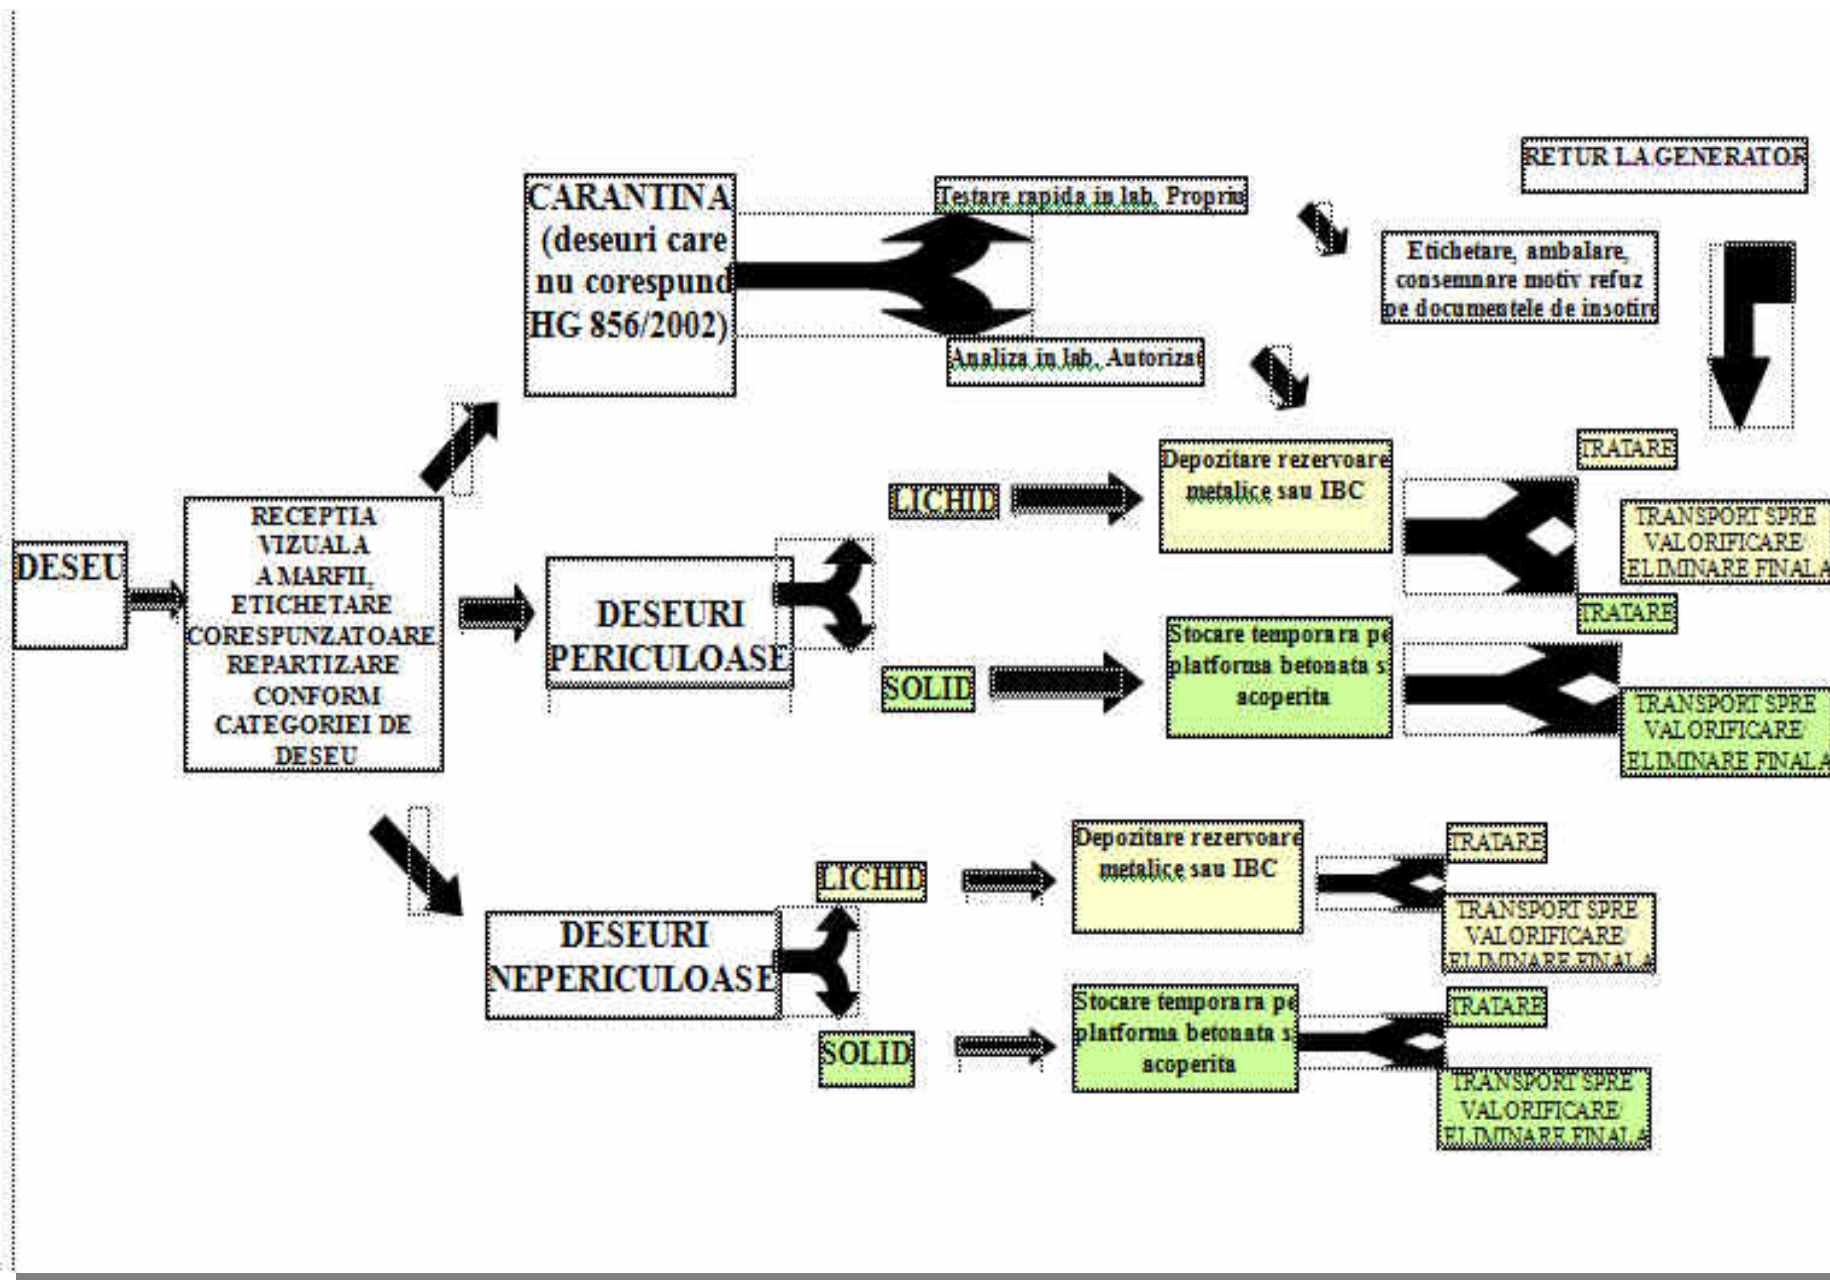 DESEU
RECEPTIA
VIZUALA
A MARFII,
ETICHETARE
CORESPUNZATOARE
REPARTIZARE
CONFORM
CATEGORIEI DE
DESEU
CARANTINA
(deseuri care
nu corespund
HG 856/2002)
Testare rapida in lab. Propriu
Analiza in lab. Autorizat
RETUR LA GENERATOR
Etichetare, ambalare,
consemnare motiv refuz
pe documentele de insotire
DESEURI
PERICULOASE
LICHID
Depozitare rezervoare
metalice sau IBC
TRATARE
TRANSPORT SPRE
VALORIFICARE/
ELIMINARE FINALA
SOLID
Stocare temporara pe
platforma betonata s
acoperita
TRATARE
TRANSPORT SPRE
VALORIFICARE/
ELIMINARE FINALA
DESEURI
NEPERICULOASE
LICHID
Depozitare rezervoare
metalice sau IBC
TRATARE
TRANSPORT SPRE
VALORIFICARE/
ELIMINARE FINALA
SOLID
Stocare temporara pe
platforma betonata s
acoperita
TRATARE
TRANSPORT SPRE
VALORIFICARE/
ELIMINARE FINALA